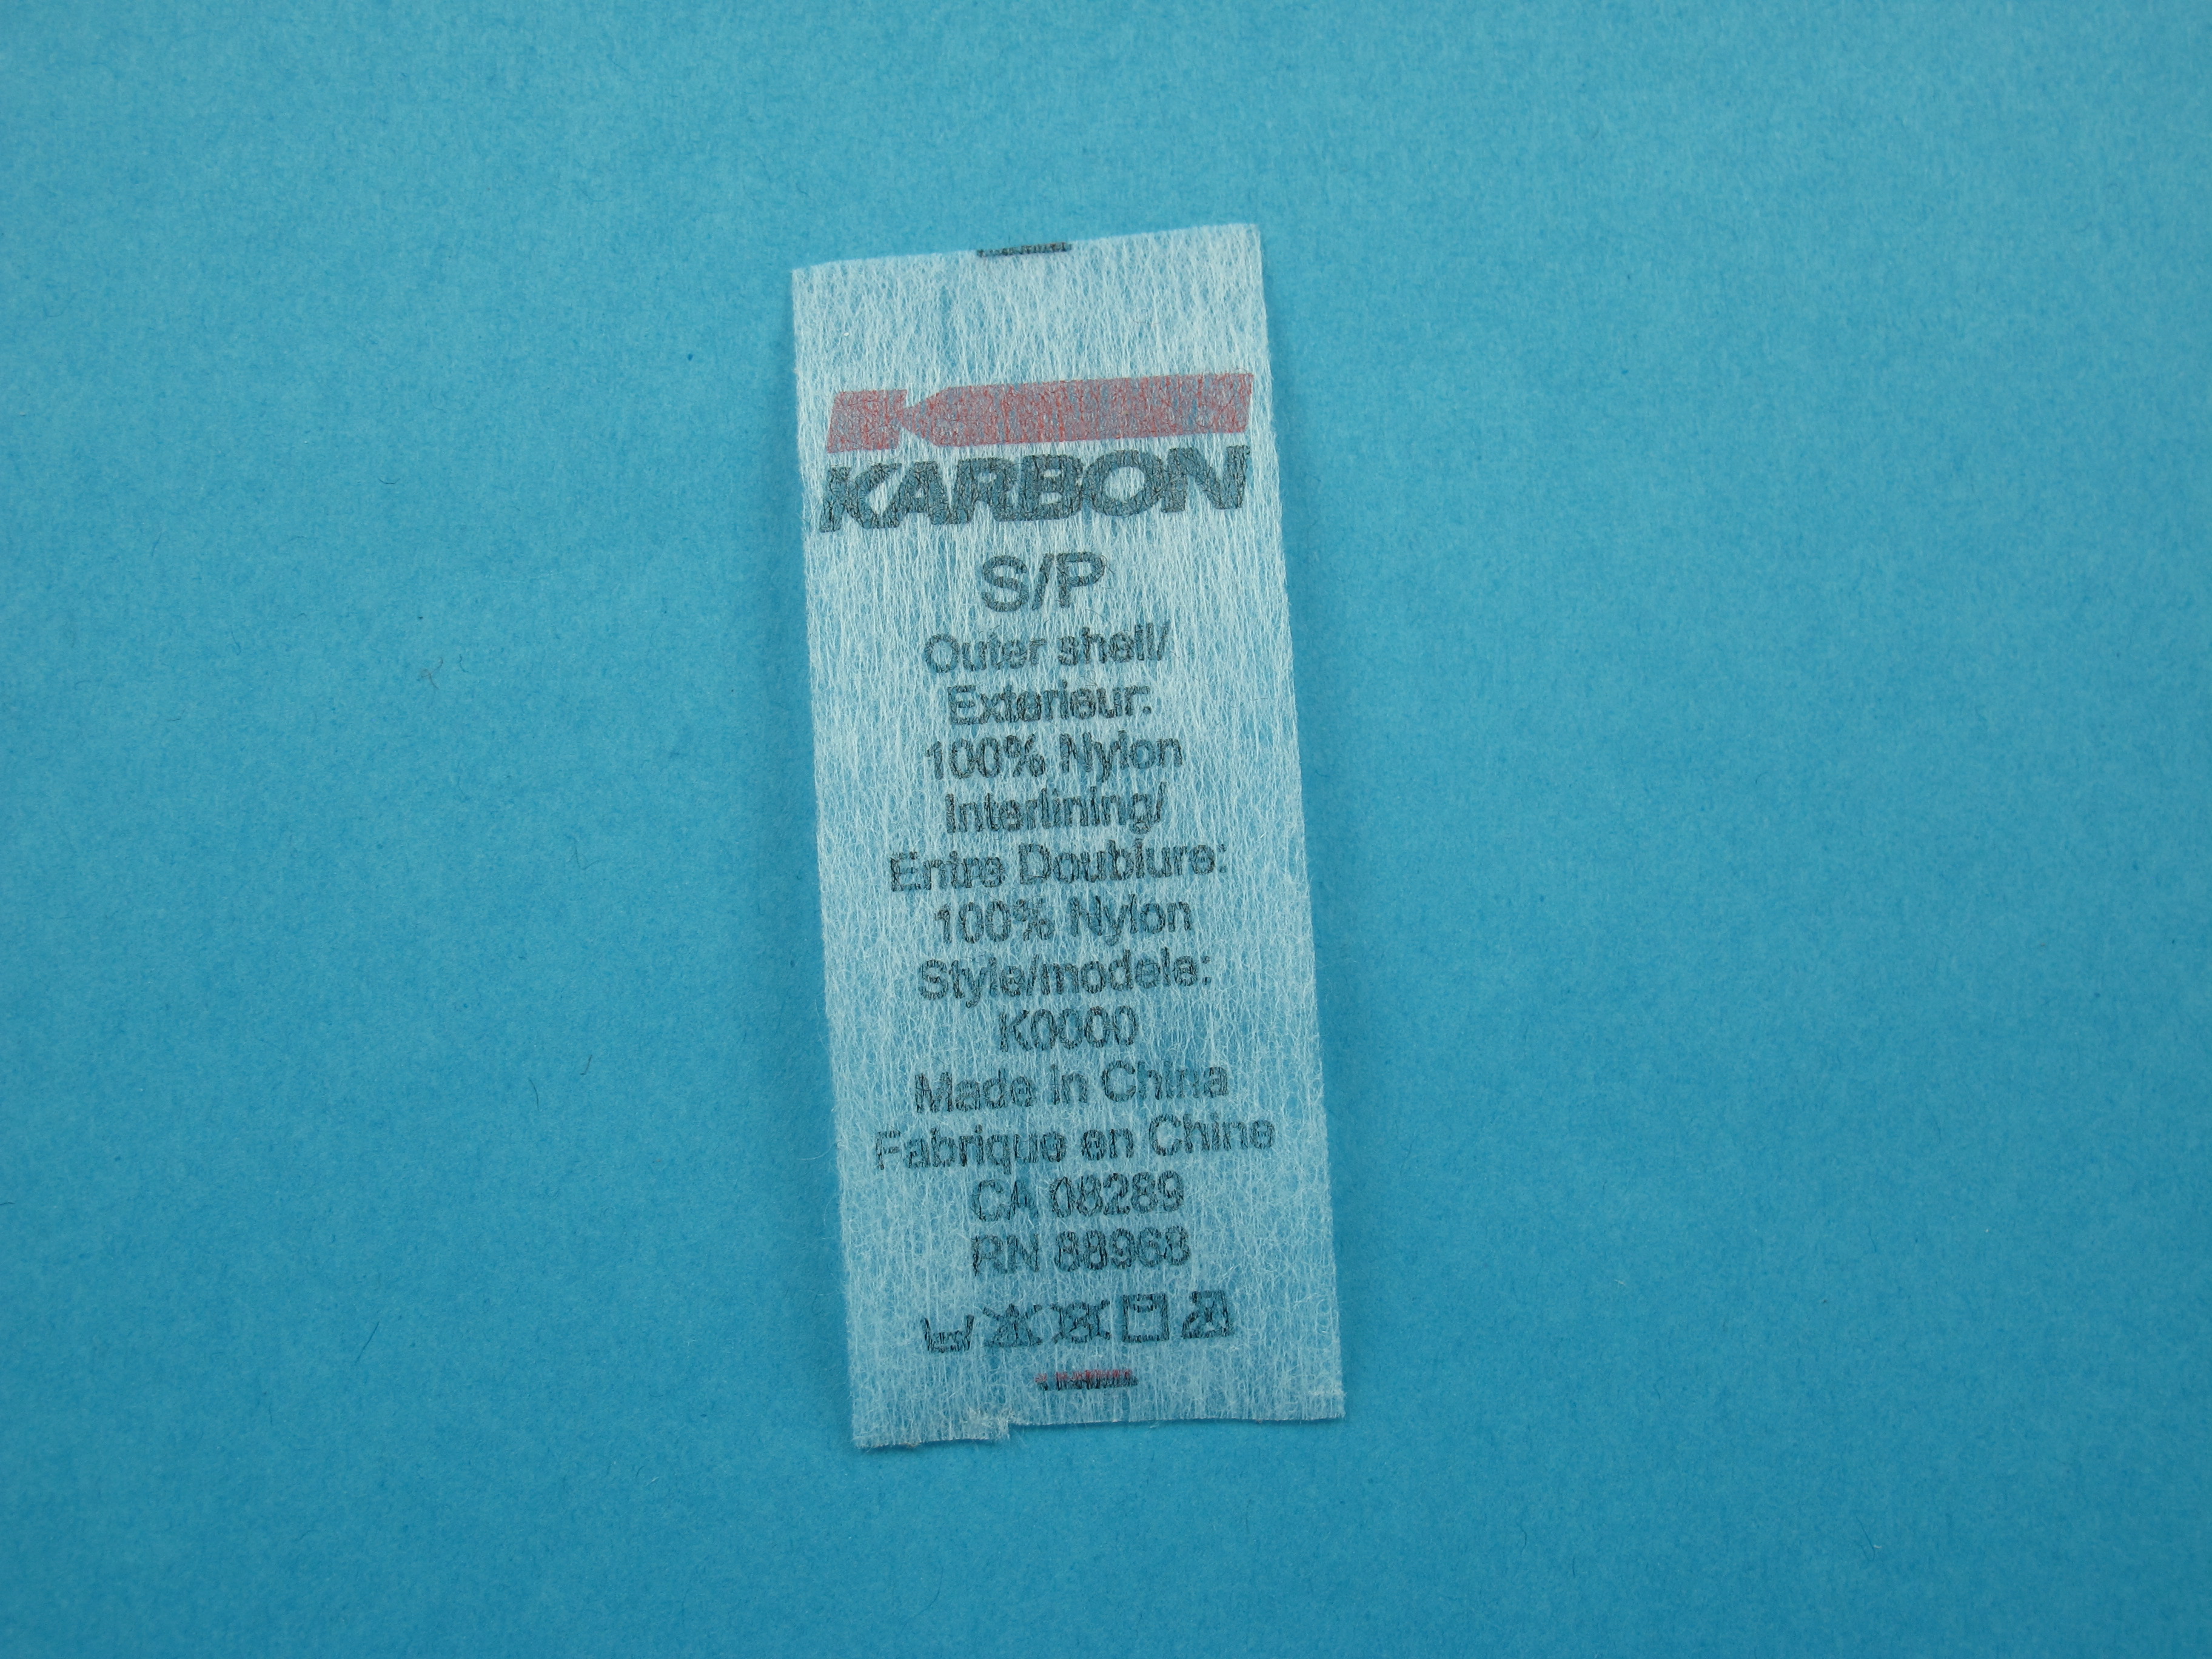 KARBON
S/P
Outer shell/
Exterieur:
100% Nylon
Interlining/
Entre Doublure:
100% Nylon
Style/modele:
K0000
Made in China
Fabrique en Chine
CA 08289
RN 88968